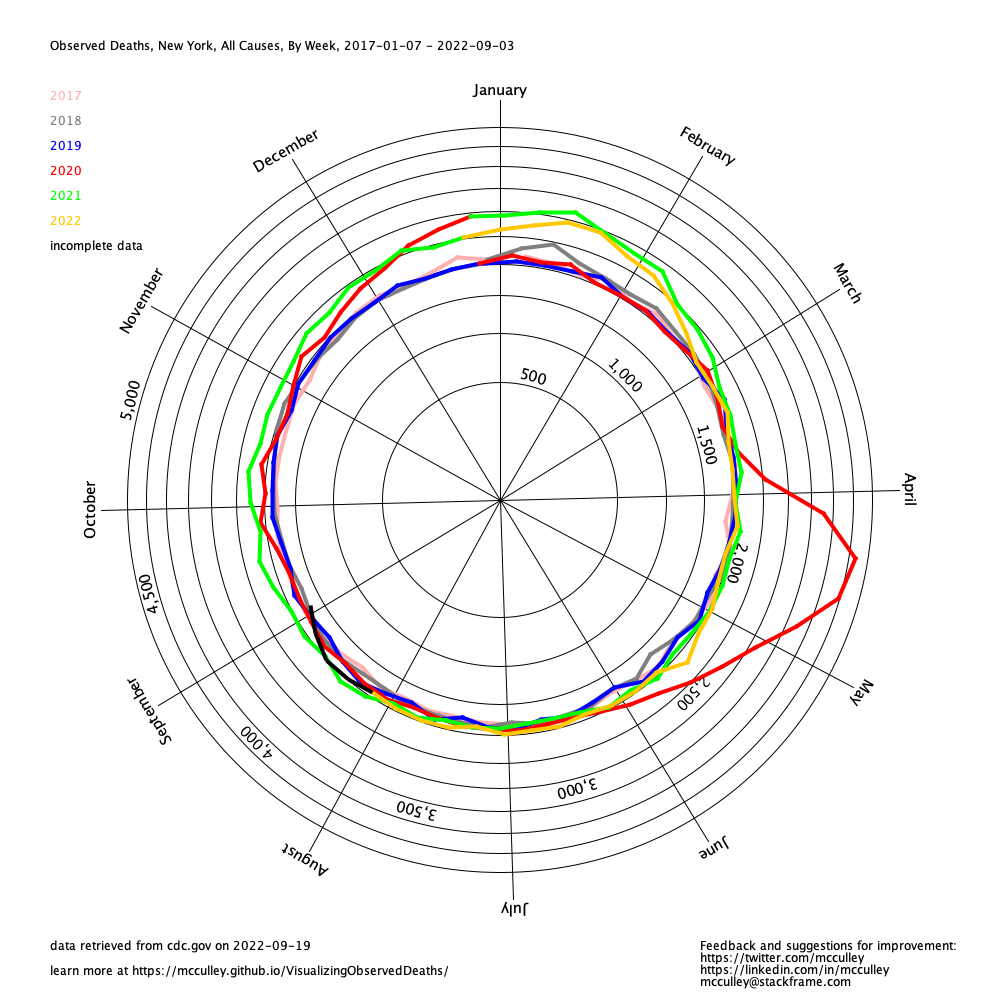 Observed Deaths, New York, All Causes, By Week, 2017-01-07 - 2022-09-03
2017
2018
2019
2020
2021
2022
incomplete data
January
February
March
April
May
June
July
August
September
October
November
December
500
1,000
1,500
2,000
2,500
3,000
3,500
4,000
4,500
5,000
data retrieved from cdc.gov on 2022-09-19
learn more at https://mcculley.github.io/VisualizingObservedDeaths/
Feedback and suggestions for improvement:
https://twitter.com/mcculley
https://linkedin.com/in/mcculley
mcculley@stackframe.com